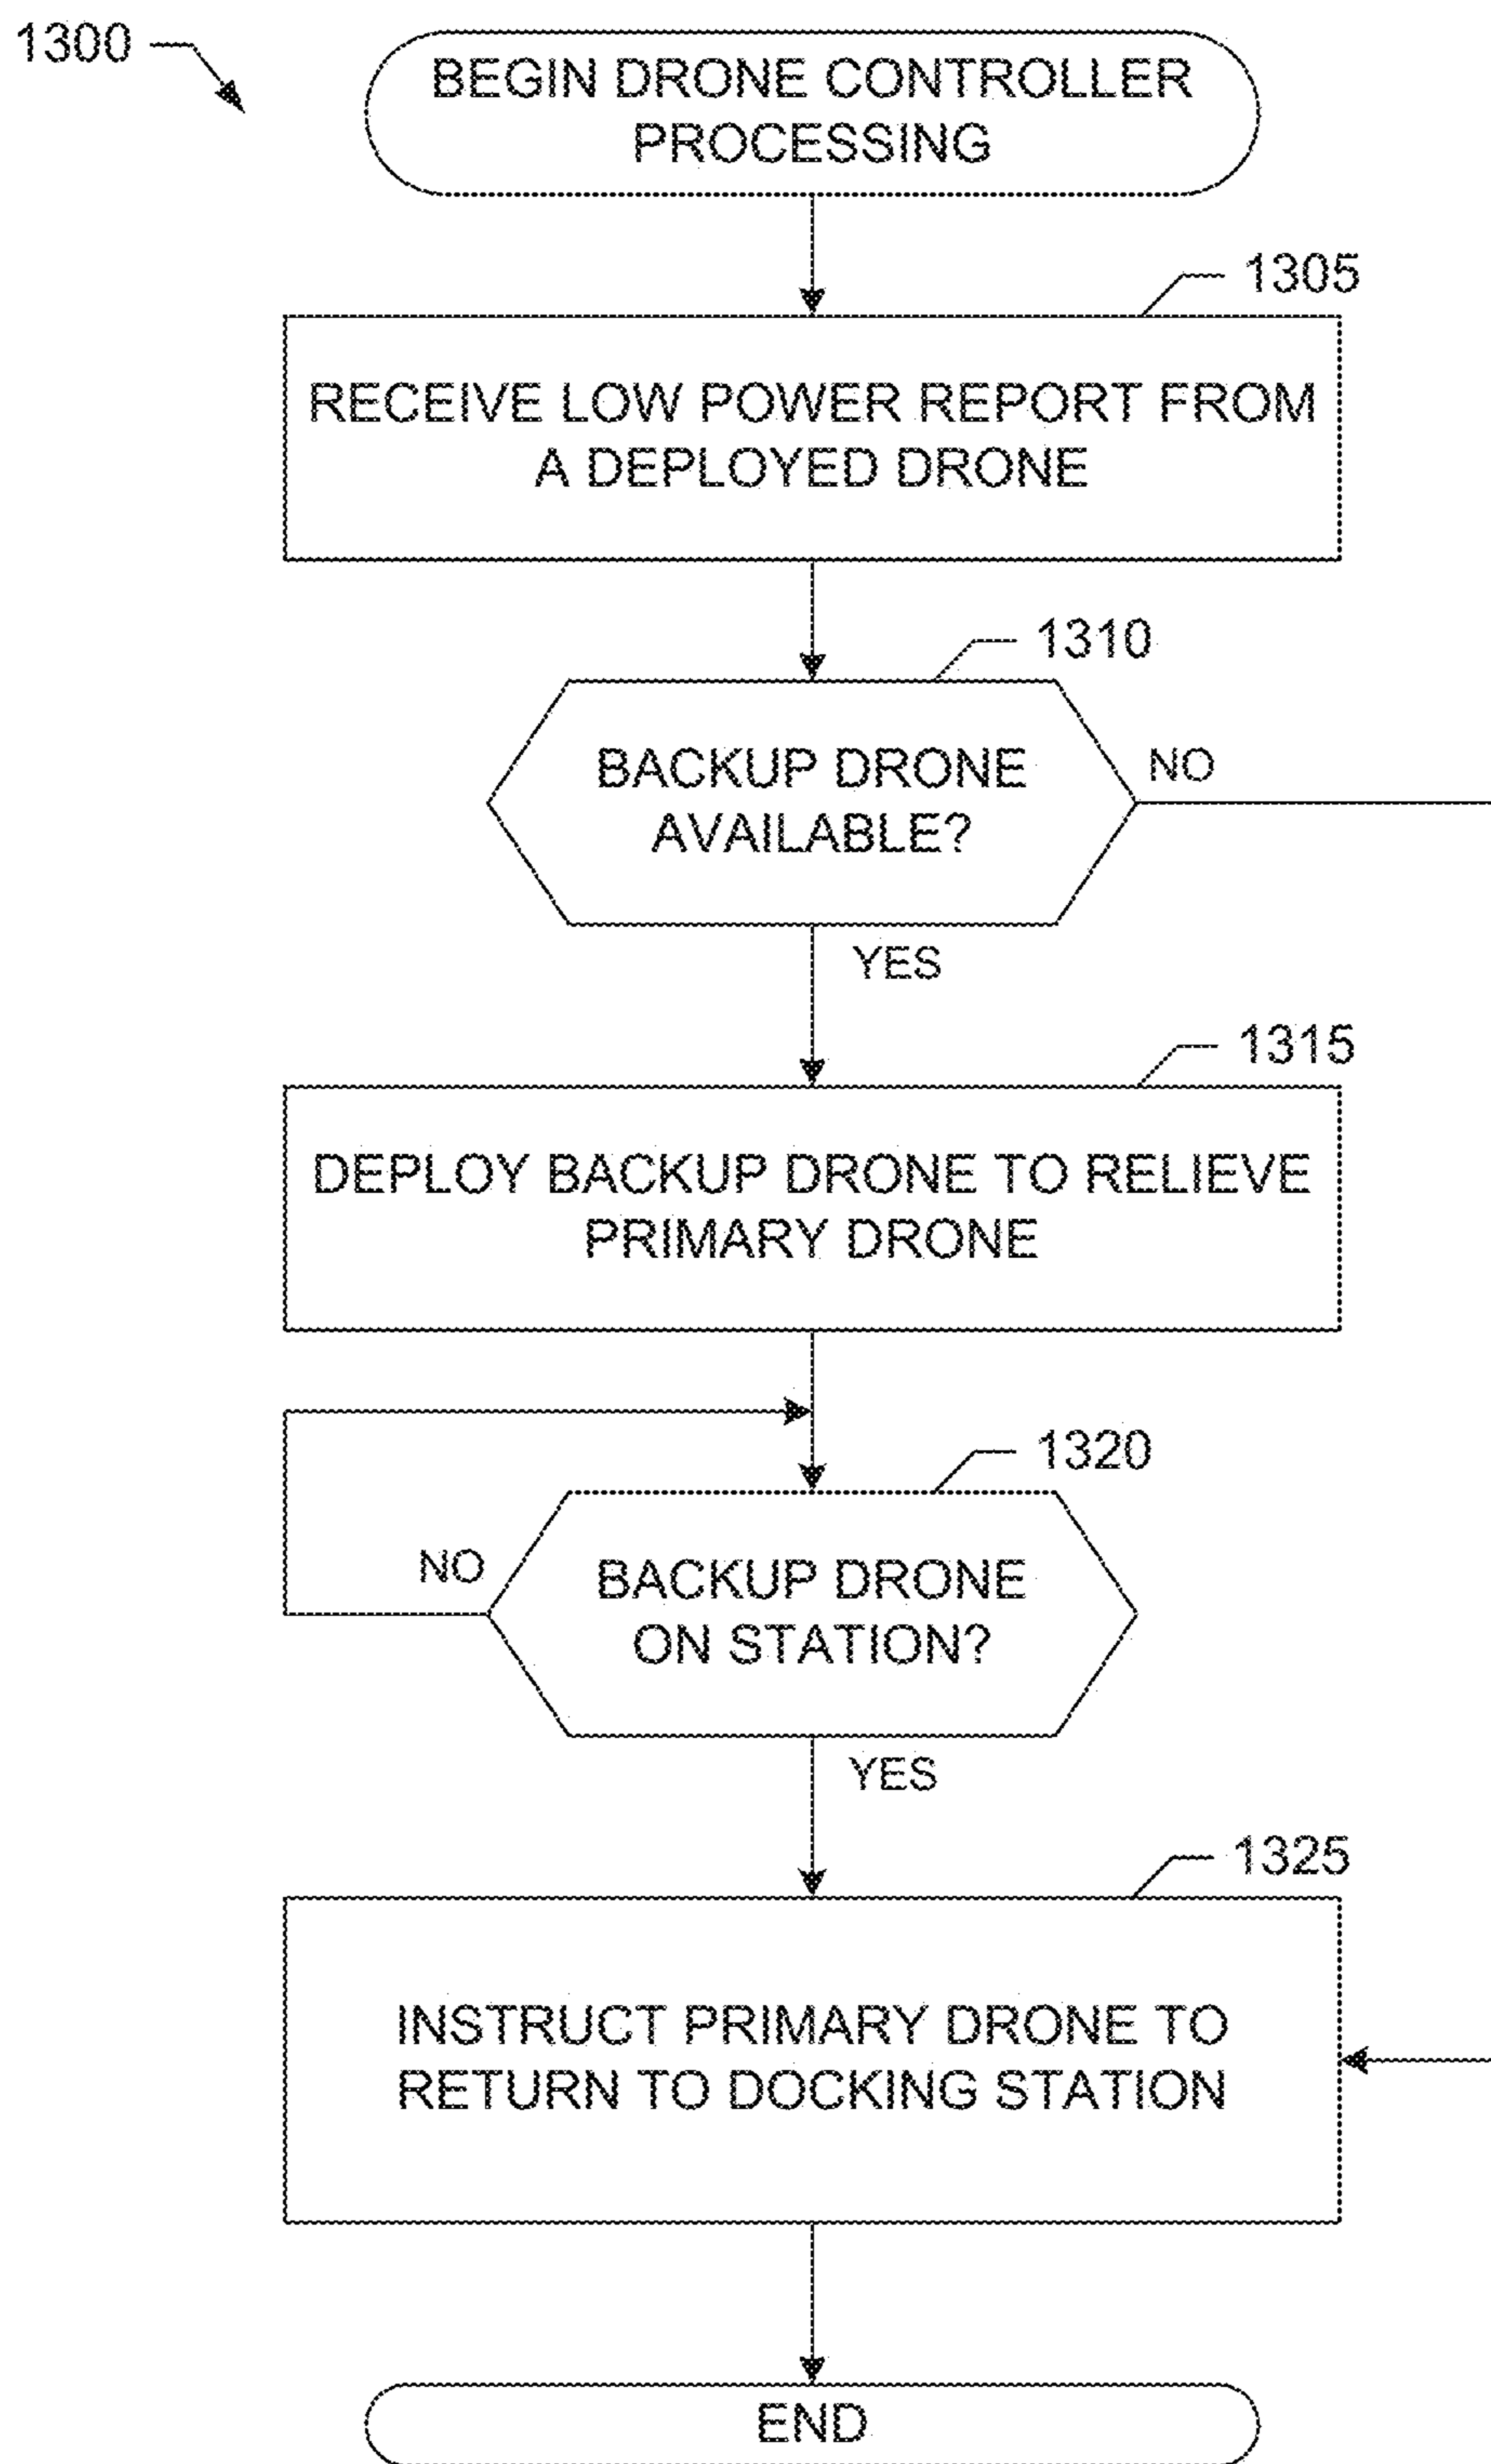 1300
BEGIN DRONE CONTROLLER
PROCESSING
1305
RECEIVE LOW POWER REPORT FROM
A DEPLOYED DRONE
1310
BACKUP DRONE
AVAILABLE?
NO
YES
1315
DEPLOY BACKUP DRONE TO RELIEVE
PRIMARY DRONE
1320
BACKUP DRONE
ON STATION?
NO
YES
1325
INSTRUCT PRIMARY DRONE TO
RETURN TO DOCKING STATION
END